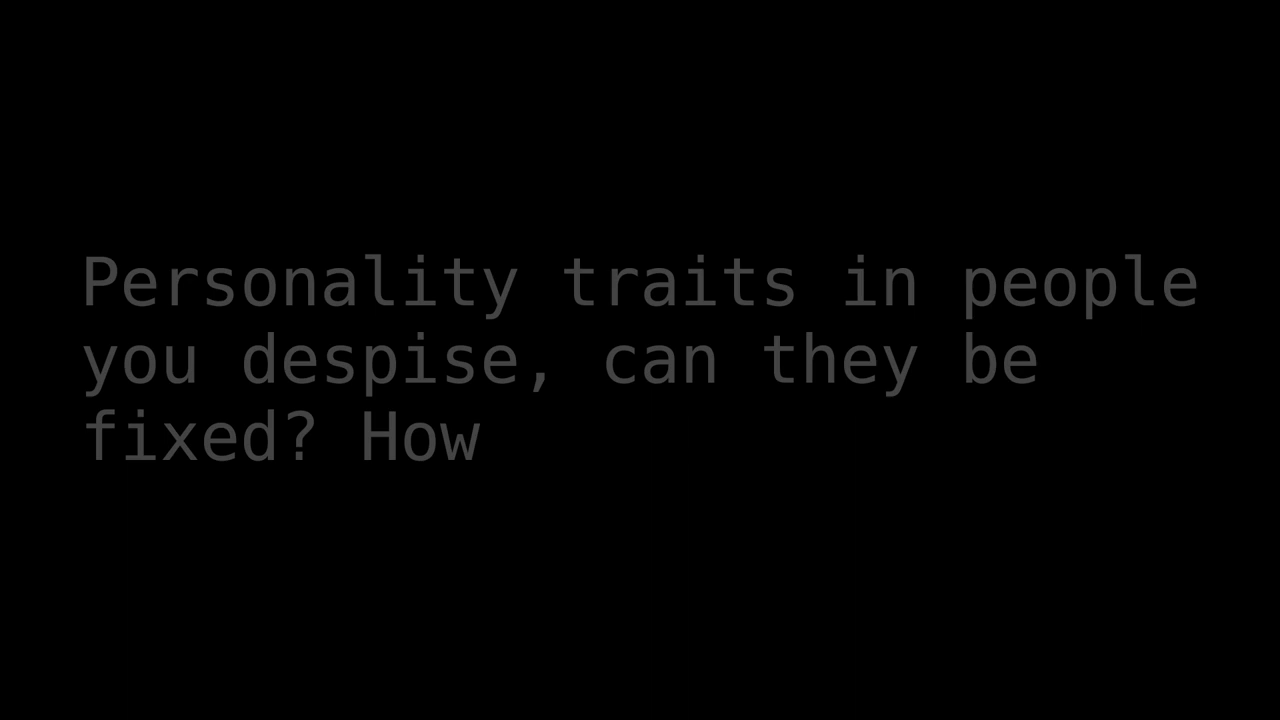 Personality traits in people
you despise, can they be
fixed? How